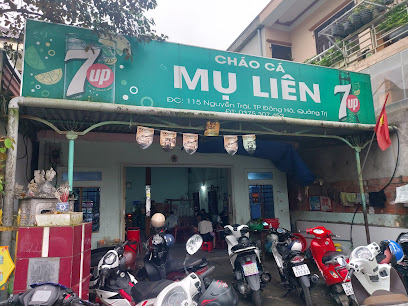 CHÁO CÁ
MỤ LIÊN
7up
7up
ĐC: 115 Nguyễn Trãi, TP Đông Hà, Quảng Trị